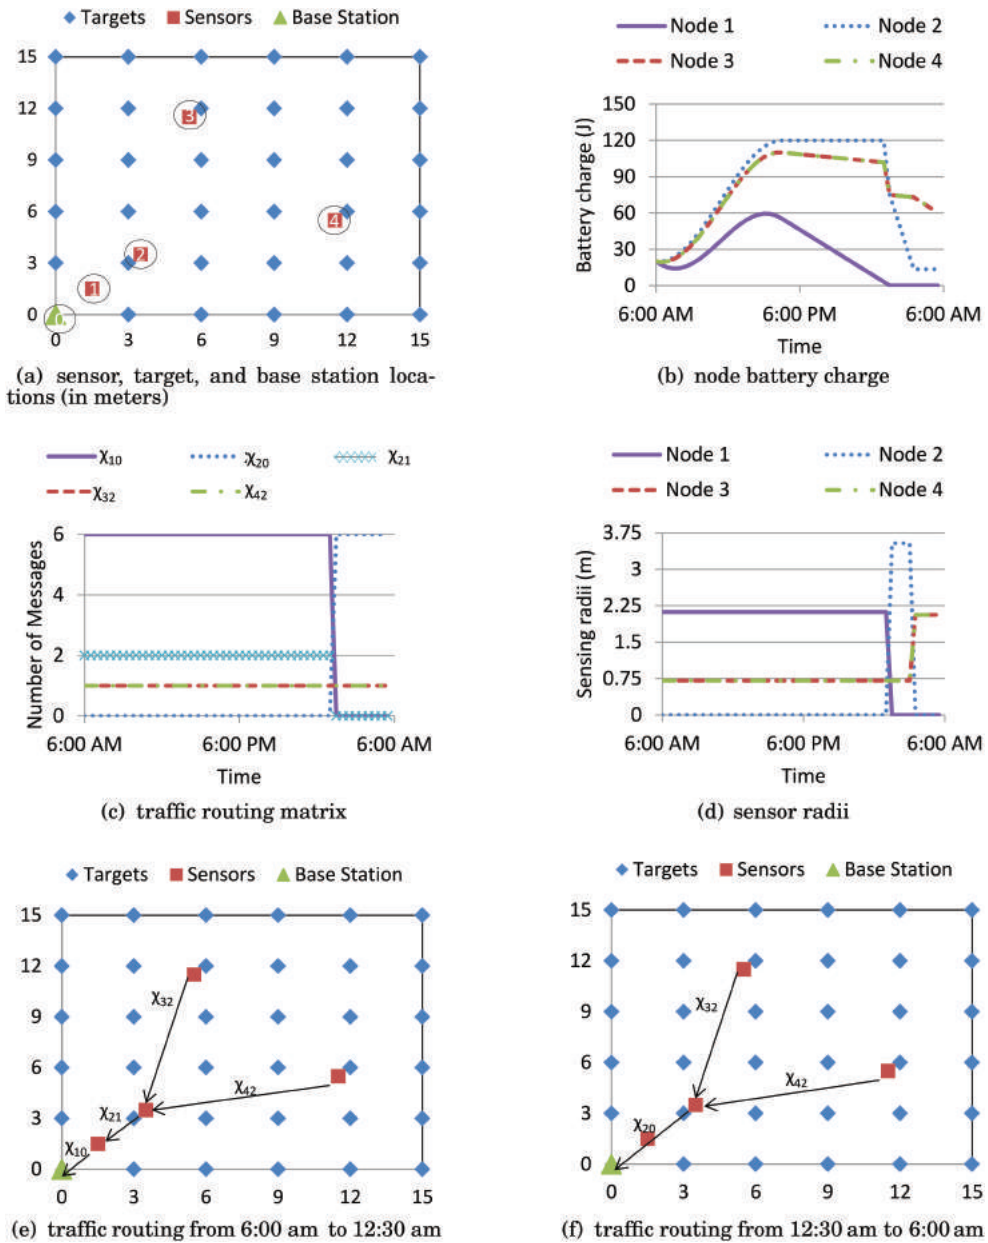 Targets Sensors Base Station
15
12
9
6
3
0
0 3 6 9 12 15
1
2
3
4
0
(a) sensor, target, and base station loca-
tions (in meters)
Node 1 Node 2
Node 3 Node 4
Battery charge (J)
150
120
90
60
30
0
6:00 AM 6:00 PM 6:00 AM
Time
(b) node battery charge
χ10 χ20 χ21
χ32 χ42
Number of Messages
6
4
2
0
6:00 AM 6:00 PM 6:00 AM
Time
(c) traffic routing matrix
Node 1 Node 2
Node 3 Node 4
Sensing radii (m)
3.75
3
2.25
1.5
0.75
0
6:00 AM 6:00 PM 6:00 AM
Time
(d) sensor radii
Targets Sensors Base Station
15
12
9
6
3
0
0 3 6 9 12 15
χ32
χ42
χ21
χ10
(e) traffic routing from 6:00 am to 12:30 am
Targets Sensors Base Station
15
12
9
6
3
0
0 3 6 9 12 15
χ32
χ42
χ20
(f) traffic routing from 12:30 am to 6:00 am